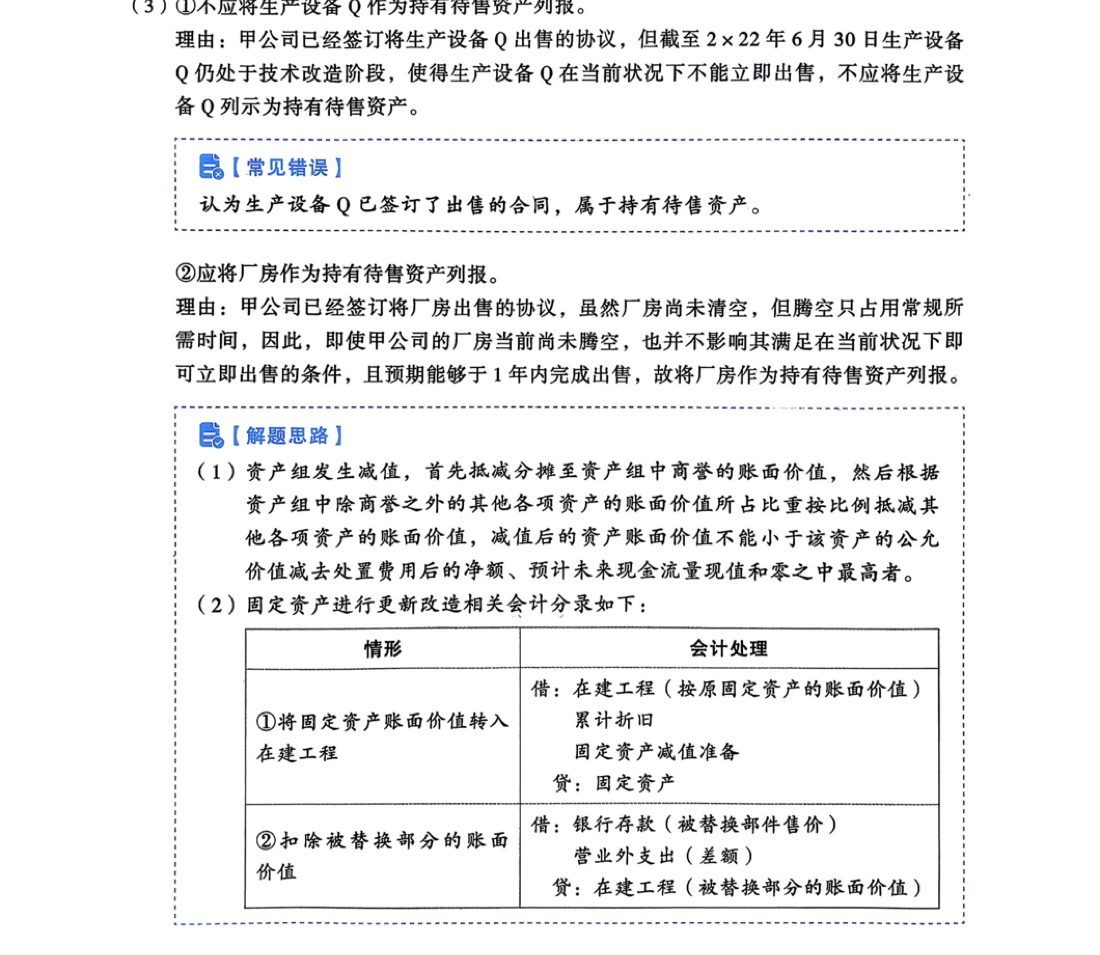 （3）①不应将生产设备 Q 作为持有待售资产列报。
理由：甲公司已经签订将生产设备 Q 出售的协议，但截至 2×22 年 6 月 30 日生产设备
Q 仍处于技术改造阶段，使得生产设备 Q 在当前状况下不能立即出售，不应将生产设
备 Q 列示为持有待售资产。
【常见错误】
认为生产设备 Q 已签订了出售的合同，属于持有待售资产。
②应将厂房作为持有待售资产列报。
理由：甲公司已经签订将厂房出售的协议，虽然厂房尚未清空，但腾空只占用常规所
需时间，因此，即使甲公司的厂房当前尚未腾空，也并不影响其满足在当前状况下即
可立即出售的条件，且预期能够于 1 年内完成出售，故将厂房作为持有待售资产列报。
【解题思路】
（1）资产组发生减值，首先抵减分摊至资产组中商誉的账面价值，然后根据
资产组中除商誉之外的其他各项资产的账面价值所占比重按比例抵减其
他各项资产的账面价值，减值后的资产账面价值不能小于该资产的公允
价值减去处置费用后的净额、预计未来现金流量现值和零之中最高者。
（2）固定资产进行更新改造相关会计分录如下：
情形
会计处理
①将固定资产账面价值转入
在建工程
借：在建工程（按原固定资产的账面价值）
累计折旧
固定资产减值准备
贷：固定资产
②扣除被替换部分的账面
价值
借：银行存款（被替换部件售价）
营业外支出（差额）
贷：在建工程（被替换部分的账面价值）